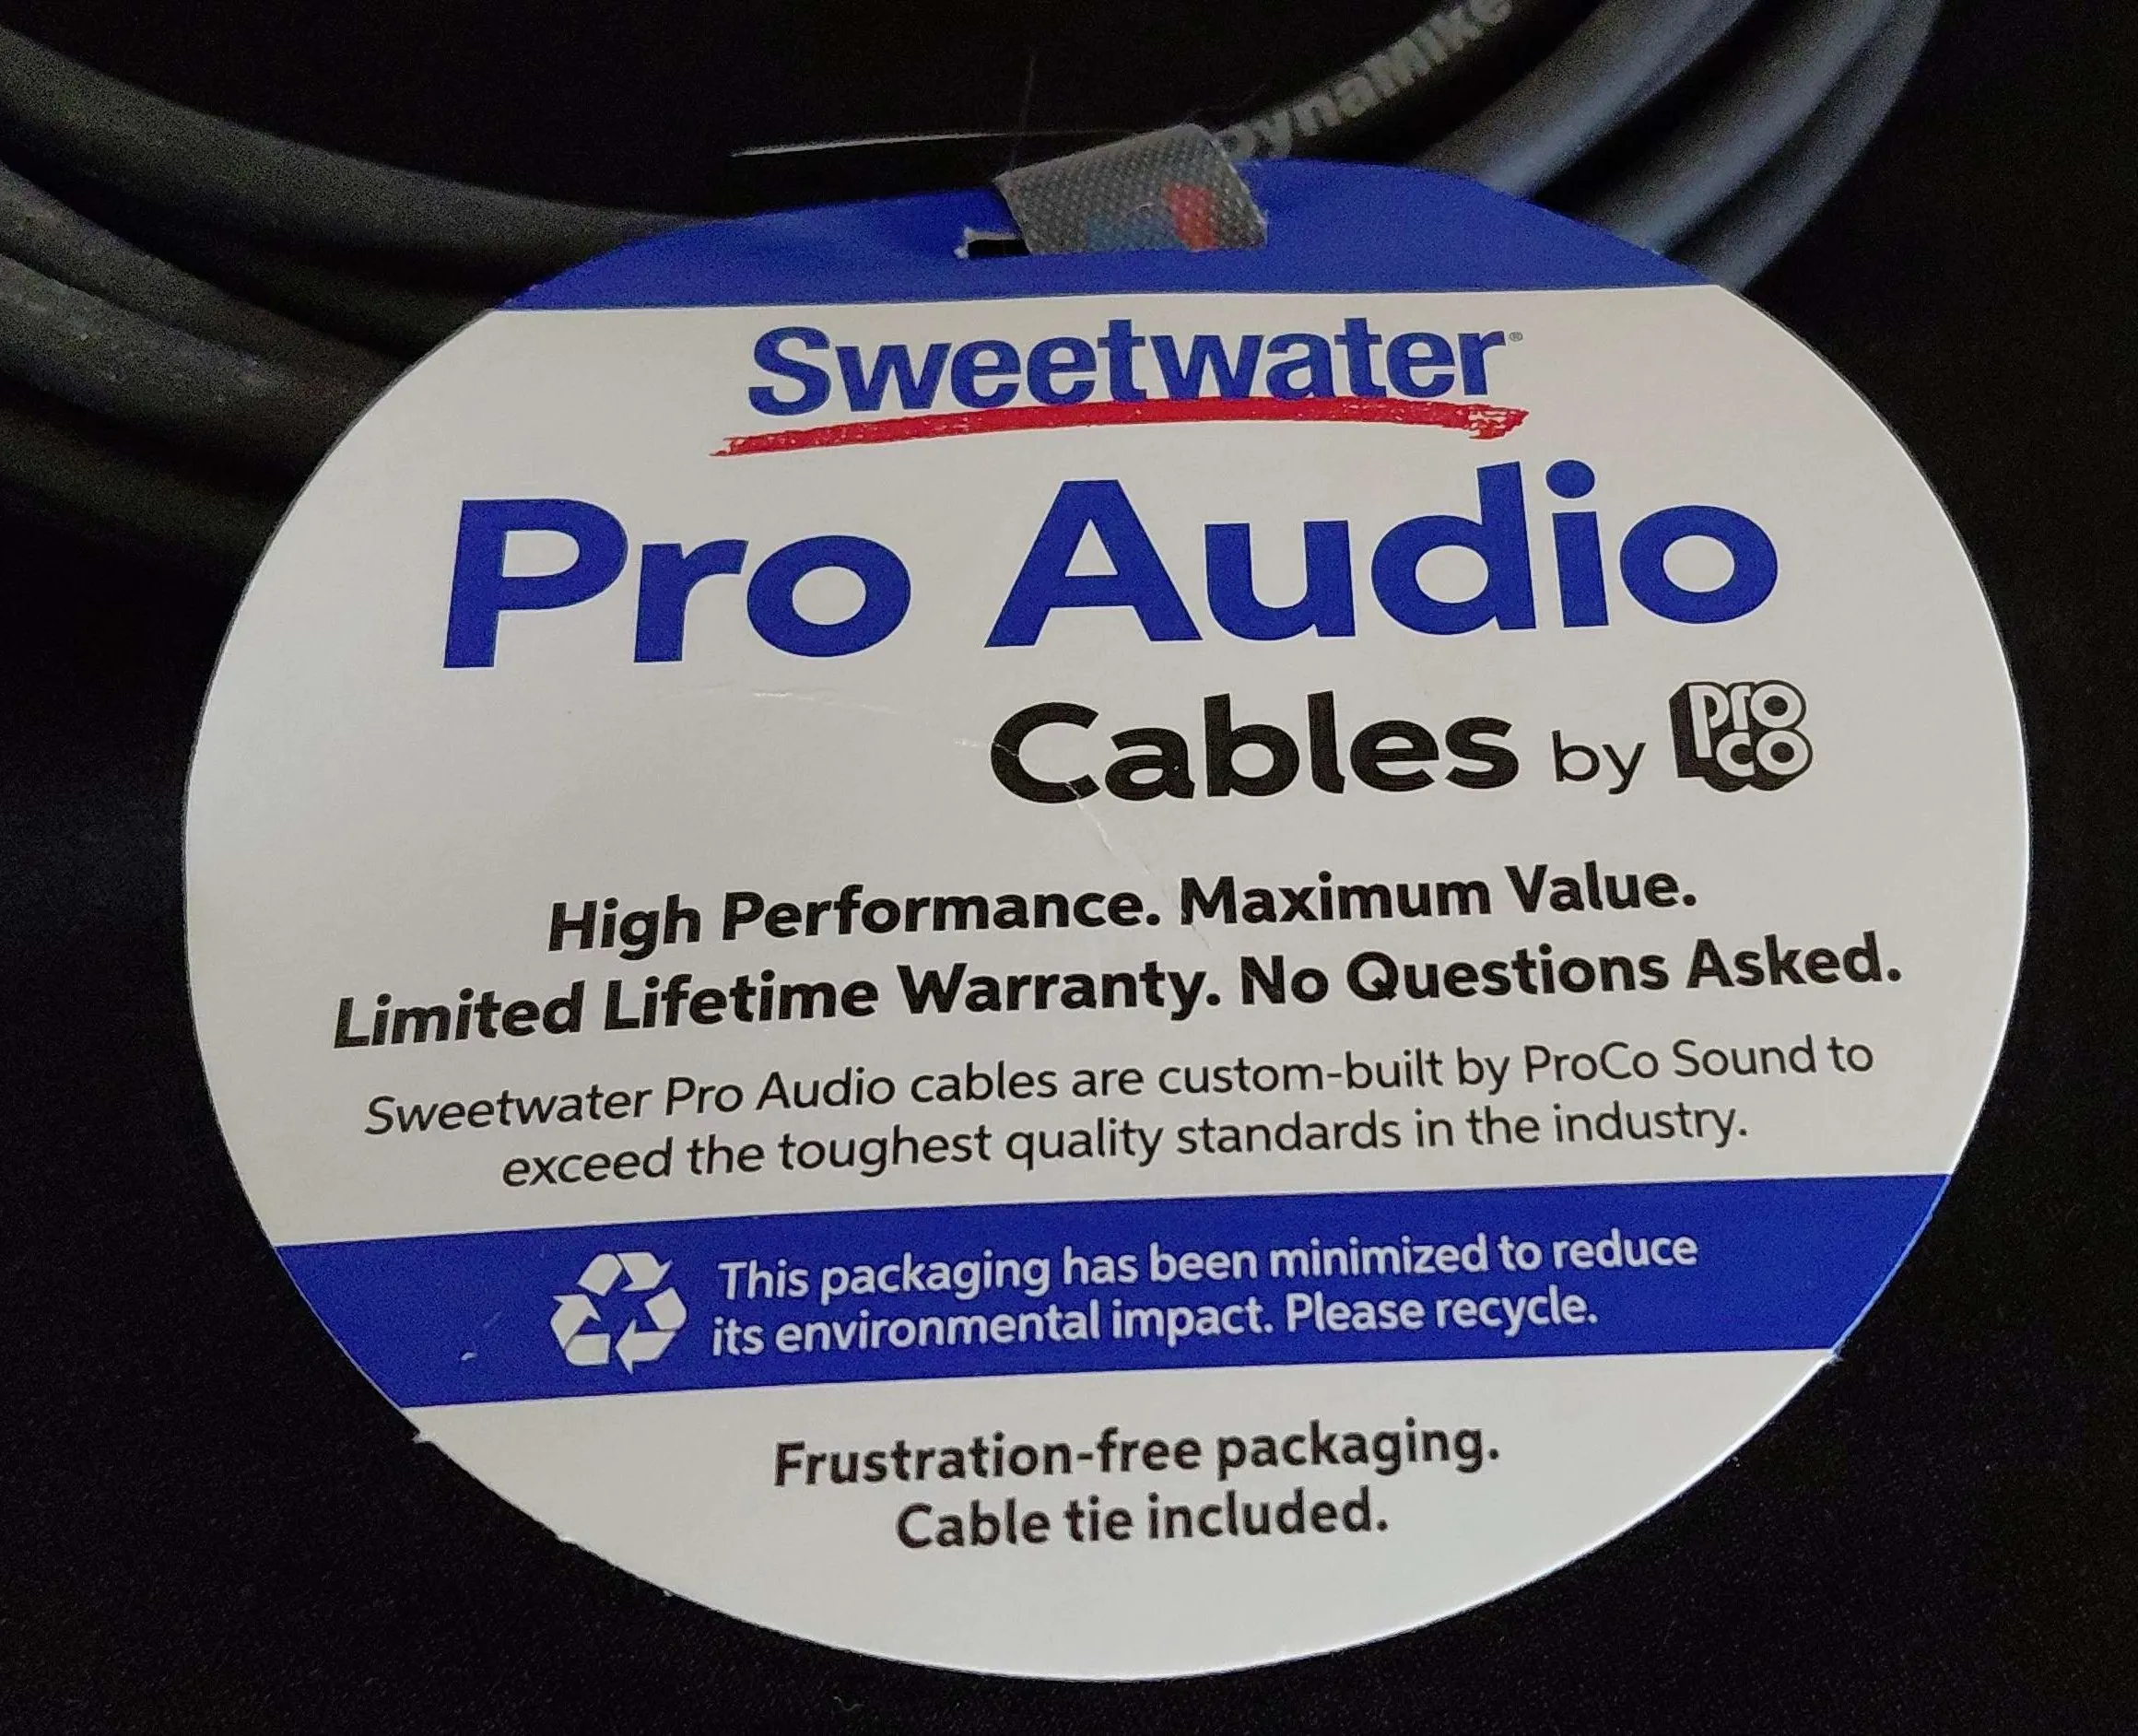 DynaMike
Sweetwater®
Pro Audio
Cables by proco
High Performance. Maximum Value.
Limited Lifetime Warranty. No Questions Asked.
Sweetwater Pro Audio cables are custom-built by ProCo Sound to
exceed the toughest quality standards in the industry.
This packaging has been minimized to reduce
its environmental impact. Please recycle.
Frustration-free packaging.
Cable tie included.